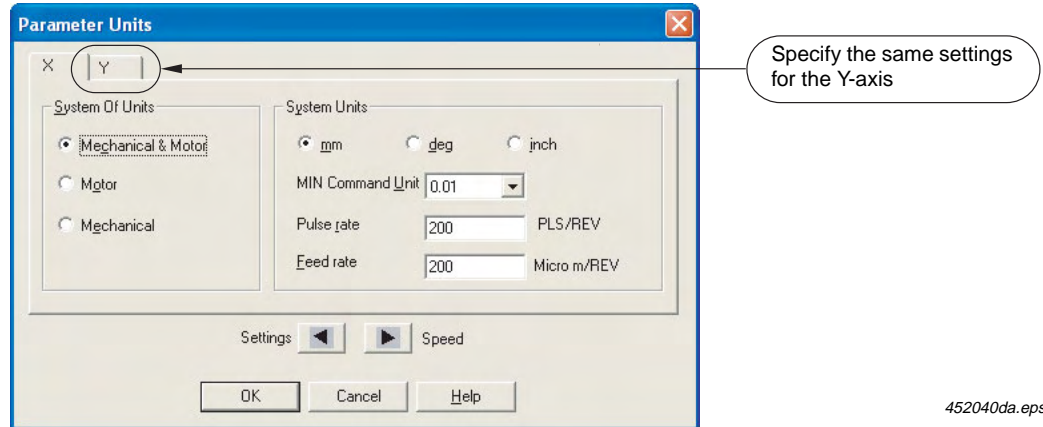 Parameter Units
X Y
Specify the same settings
for the Y-axis
System Of Units
Mechanical & Motor
Motor
Mechanical
System Units
mm deg inch
MIN Command Unit 0.01
Pulse rate 200 PLS/REV
Feed rate 200 Micro m/REV
Settings Speed
OK Cancel Help
452040da.eps